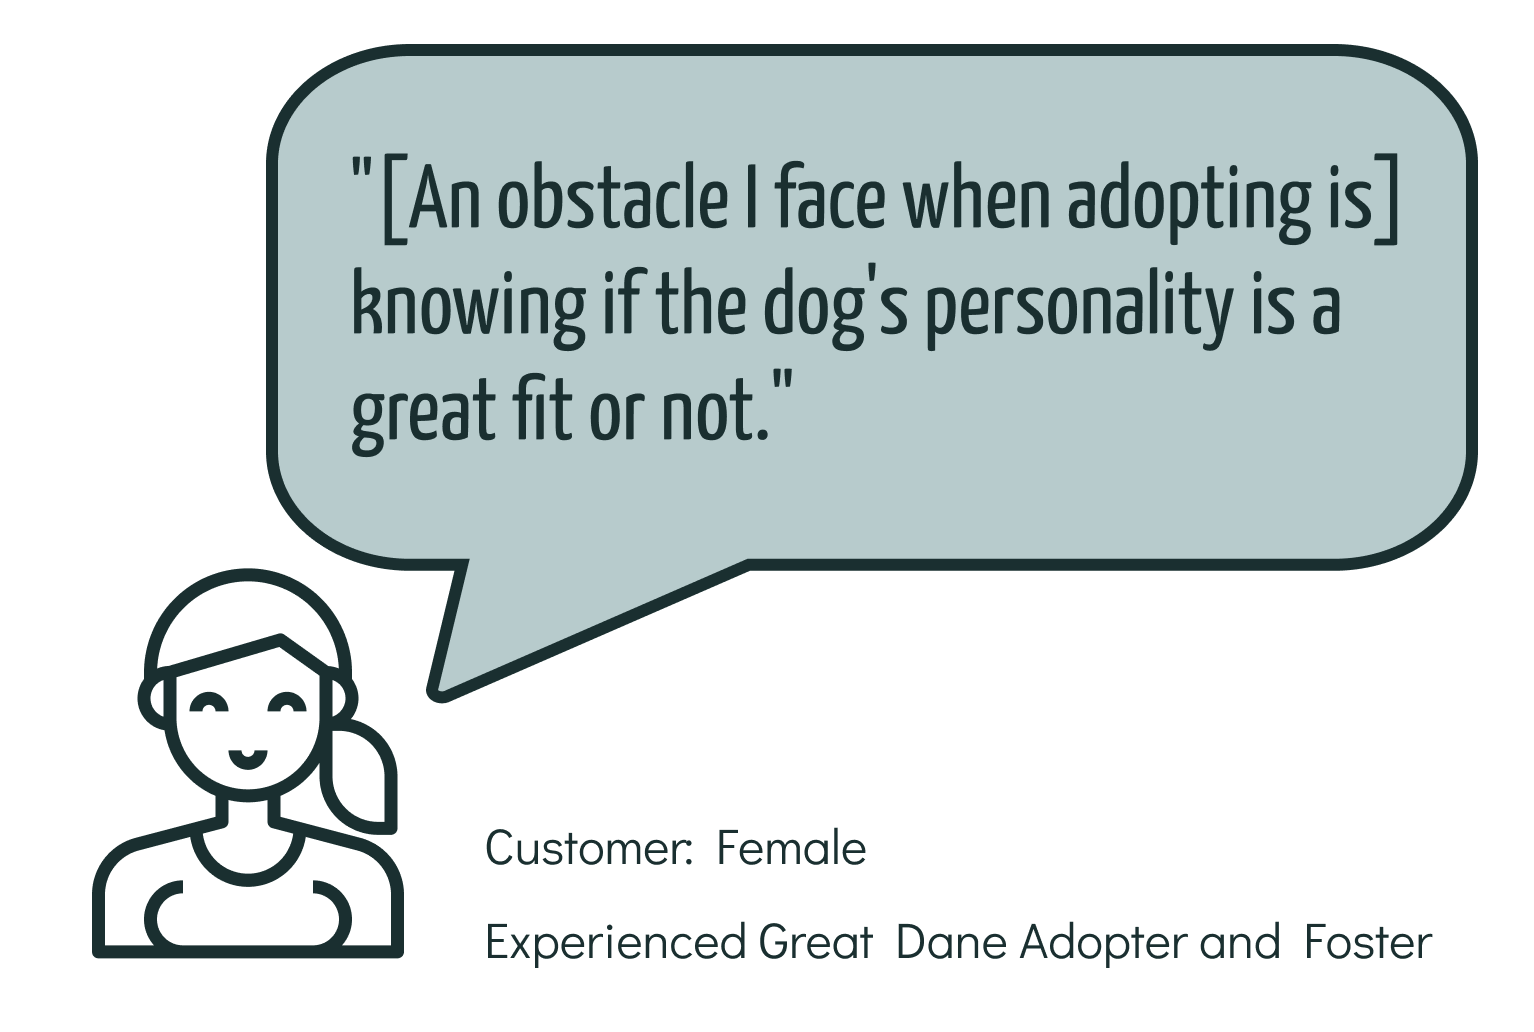 "[An obstacle I face when adopting is]
knowing if the dog's personality is a
great fit or not."
Customer: Female
Experienced Great Dane Adopter and Foster